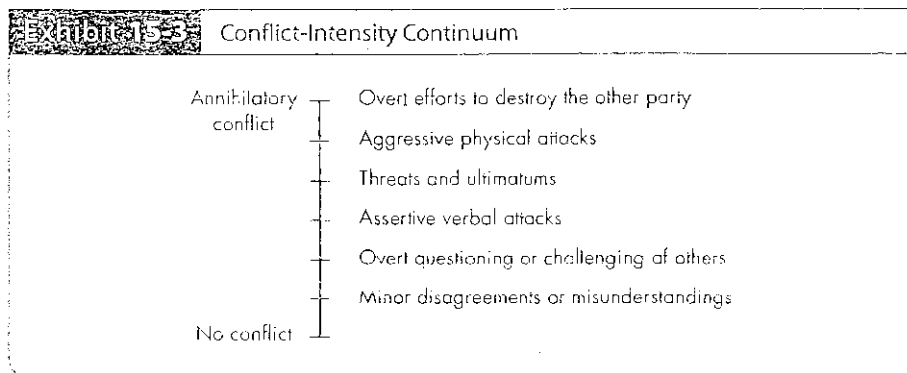 Exhibit 15-3 Conflict-Intensity Continuum
Annihilatory Overt efforts to destroy the other party
conflict
Aggressive physical attacks
Threats and ultimatums
Assertive verbal attacks
Overt questioning or challenging of others
Minor disagreements or misunderstandings
No conflict